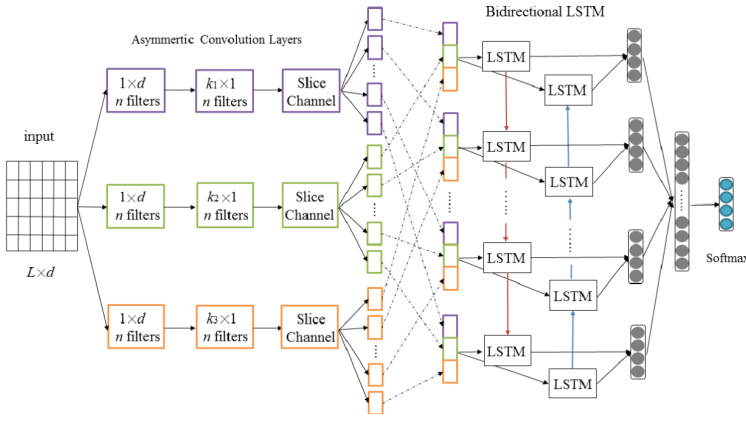 Bidirectional LSTM
Asymmertic Convolution Layers
input
L×d
1×d
n filters
k1×1
n filters
Slice
Channel
1×d
n filters
k2×1
n filters
Slice
Channel
1×d
n filters
k3×1
n filters
Slice
Channel
LSTM
LSTM
LSTM
LSTM
LSTM
LSTM
LSTM
LSTM
Softmax